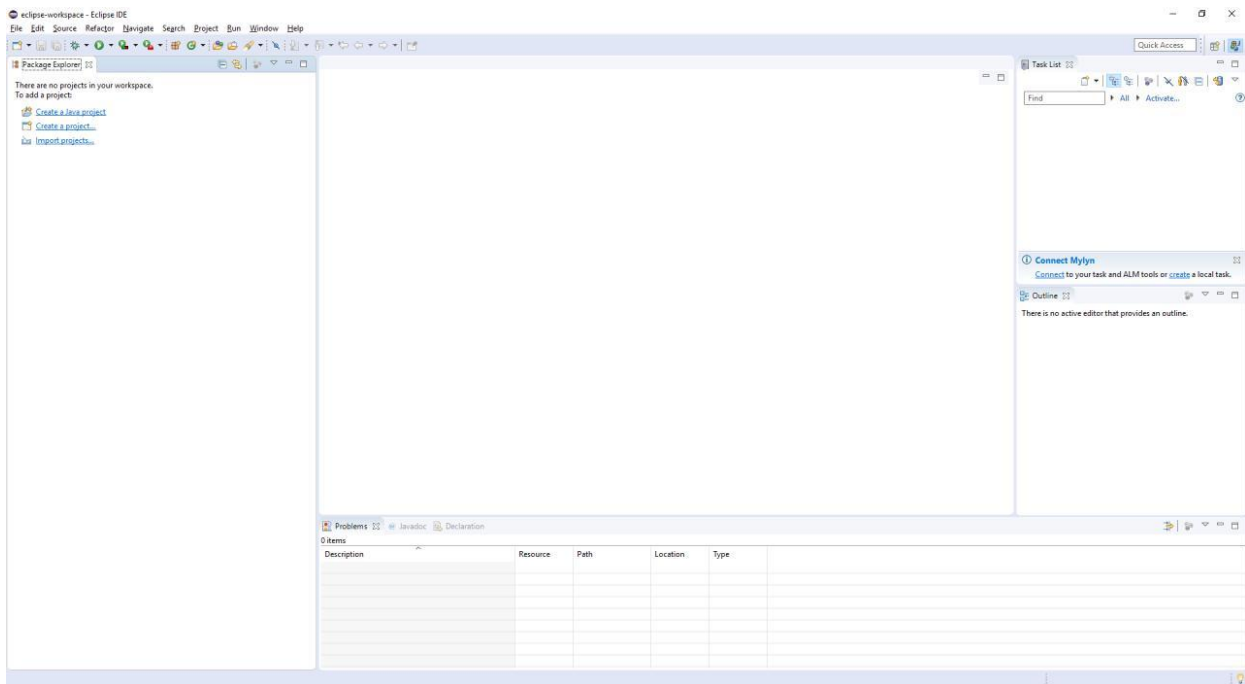 eclipse-workspace - Eclipse IDE
File Edit Source Refactor Navigate Search Project Run Window Help
Quick Access
Package Explorer
There are no projects in your workspace.
To add a project:
Create a Java project
Create a project...
Import projects...
Task List
Find All Activate...
Connect Mylyn
Connect to your task and ALM tools or create a local task.
Outline
There is no active editor that provides an outline.
Problems Javadoc Declaration
0 items
Description Resource Path Location Type